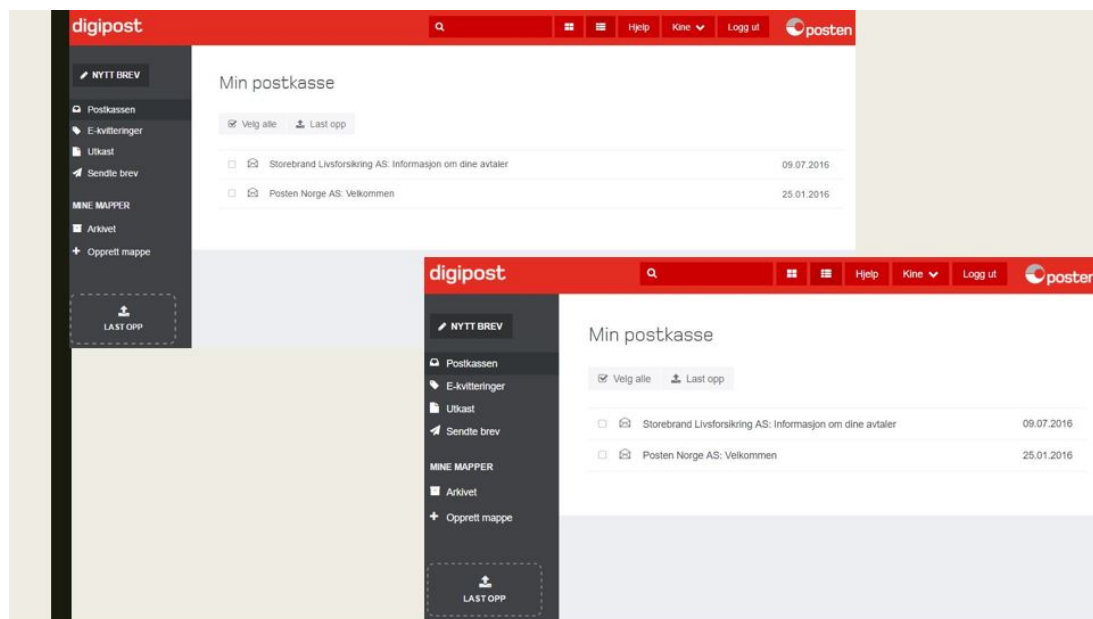 digipost
Hjelp Kine Logg ut posten
NYTT BREV
Postkassen
E-kvitteringer
Utkast
Sendte brev
MINE MAPPER
Arkivet
Opprett mappe
LAST OPP
Min postkasse
Velg alle Last opp
Storebrand Livsforsikring AS: Informasjon om dine avtaler 09.07.2016
Posten Norge AS: Velkommen 25.01.2016
digipost
Hjelp Kine Logg ut posten
NYTT BREV
Postkassen
E-kvitteringer
Utkast
Sendte brev
MINE MAPPER
Arkivet
Opprett mappe
LAST OPP
Min postkasse
Velg alle Last opp
Storebrand Livsforsikring AS: Informasjon om dine avtaler 09.07.2016
Posten Norge AS: Velkommen 25.01.2016